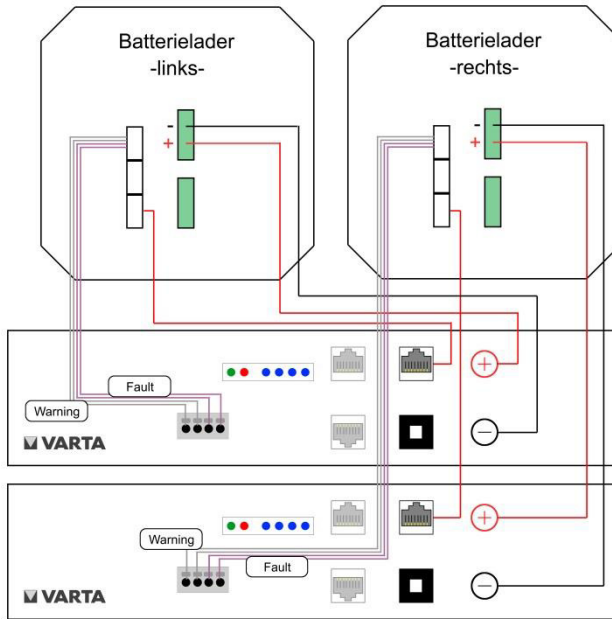 Batterielader
-links-
Batterielader
-rechts-
-
+
-
+
Fault
Warning
+
−
VARTA
Warning
Fault
+
−
VARTA